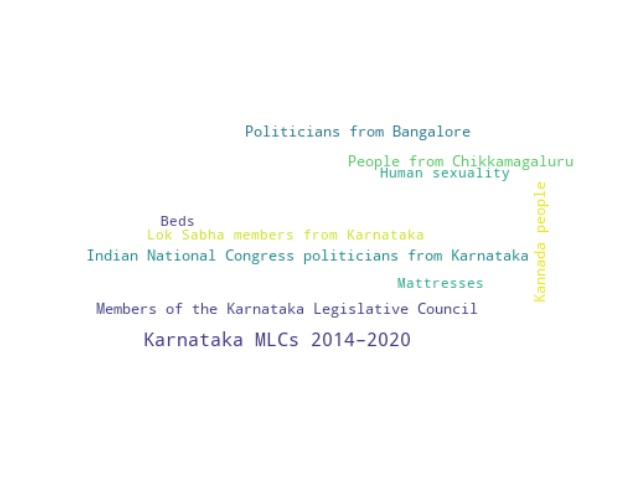 Politicians from Bangalore
People from Chikkamagaluru
Human sexuality
Kannada people
Beds
Lok Sabha members from Karnataka
Indian National Congress politicians from Karnataka
Mattresses
Members of the Karnataka Legislative Council
Karnataka MLCs 2014–2020